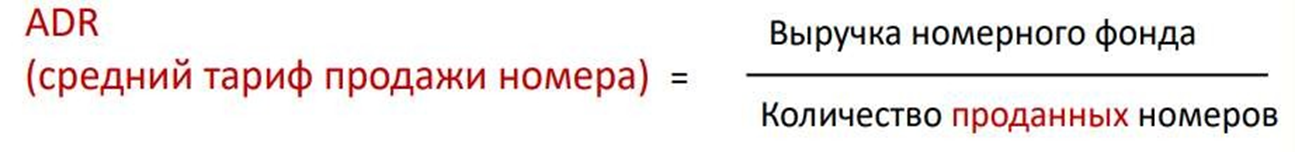 ADR
(средний тариф продажи номера) =
Выручка номерного фонда
Количество проданных номеров